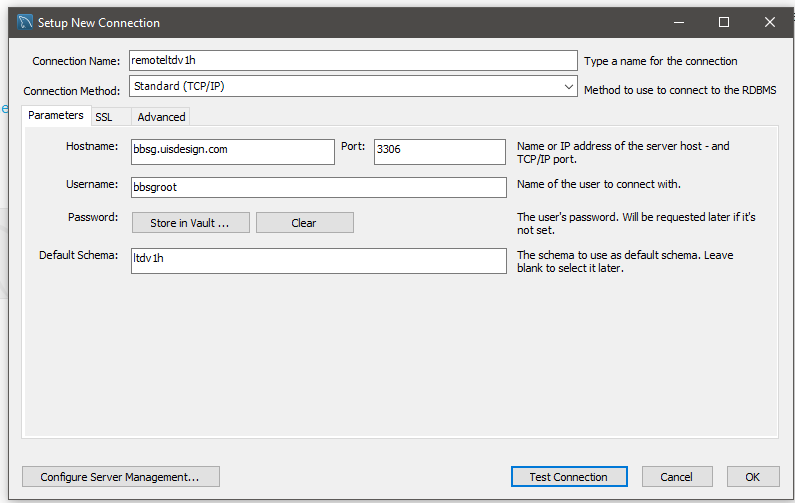 Setup New Connection
Connection Name: remoteltdv1h Type a name for the connection
Connection Method: Standard (TCP/IP) Method to use to connect to the RDBMS
Parameters SSL Advanced
Hostname: bbsg.uisdesign.com Port: 3306 Name or IP address of the server host - and
TCP/IP port.
Username: bbsgroot Name of the user to connect with.
Password: Store in Vault ... Clear The user's password. Will be requested later if it's
not set.
Default Schema: ltdv1h The schema to use as default schema. Leave
blank to select it later.
Configure Server Management... Test Connection Cancel OK